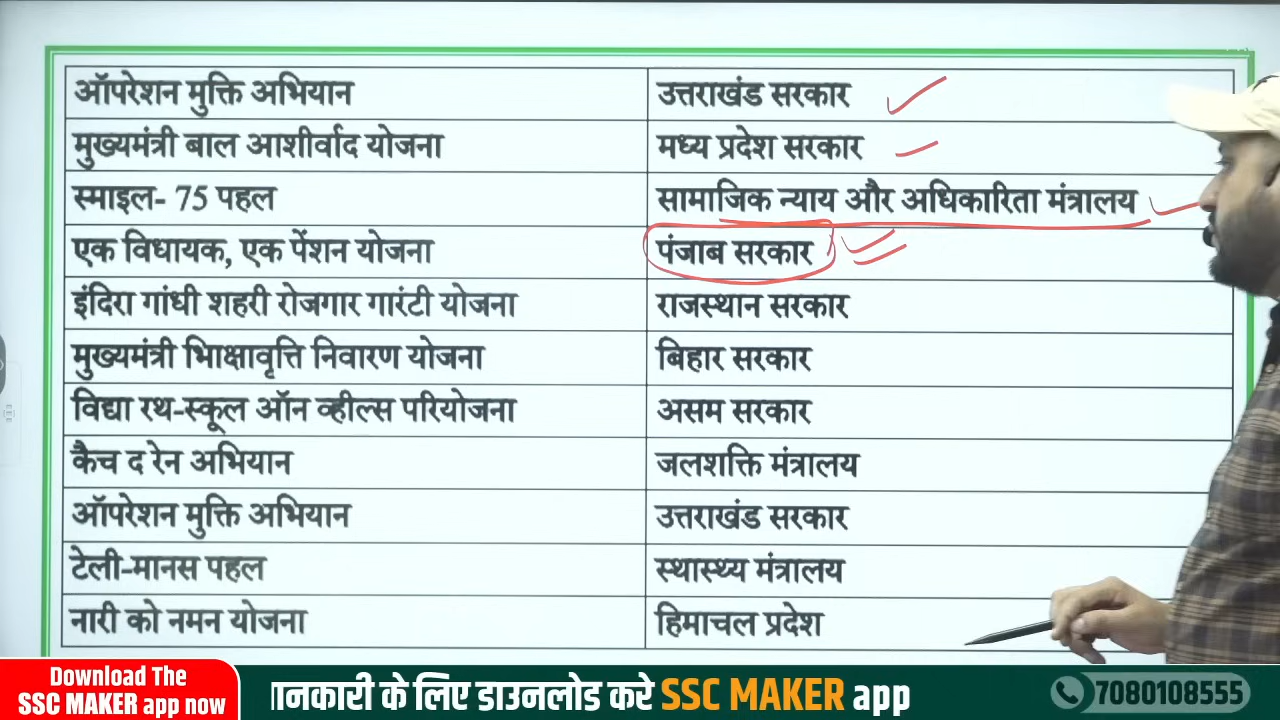 ऑपरेशन मुक्ति अभियान उत्तराखंड सरकार
मुख्यमंत्री बाल आशीर्वाद योजना मध्य प्रदेश सरकार
स्माइल- 75 पहल सामाजिक न्याय और अधिकारिता मंत्रालय
एक विधायक, एक पेंशन योजना पंजाब सरकार
इंदिरा गांधी शहरी रोजगार गारंटी योजना राजस्थान सरकार
मुख्यमंत्री भिाक्षावृत्ति निवारण योजना बिहार सरकार
विद्या रथ-स्कूल ऑन व्हील्स परियोजना असम सरकार
कैच द रेन अभियान जलशक्ति मंत्रालय
ऑपरेशन मुक्ति अभियान उत्तराखंड सरकार
टेली-मानस पहल स्थास्थ्य मंत्रालय
नारी को नमन योजना हिमाचल प्रदेश
Download The
SSC MAKER app now
ानकारी के लिए डाउनलोड करे SSC MAKER app
7080108555